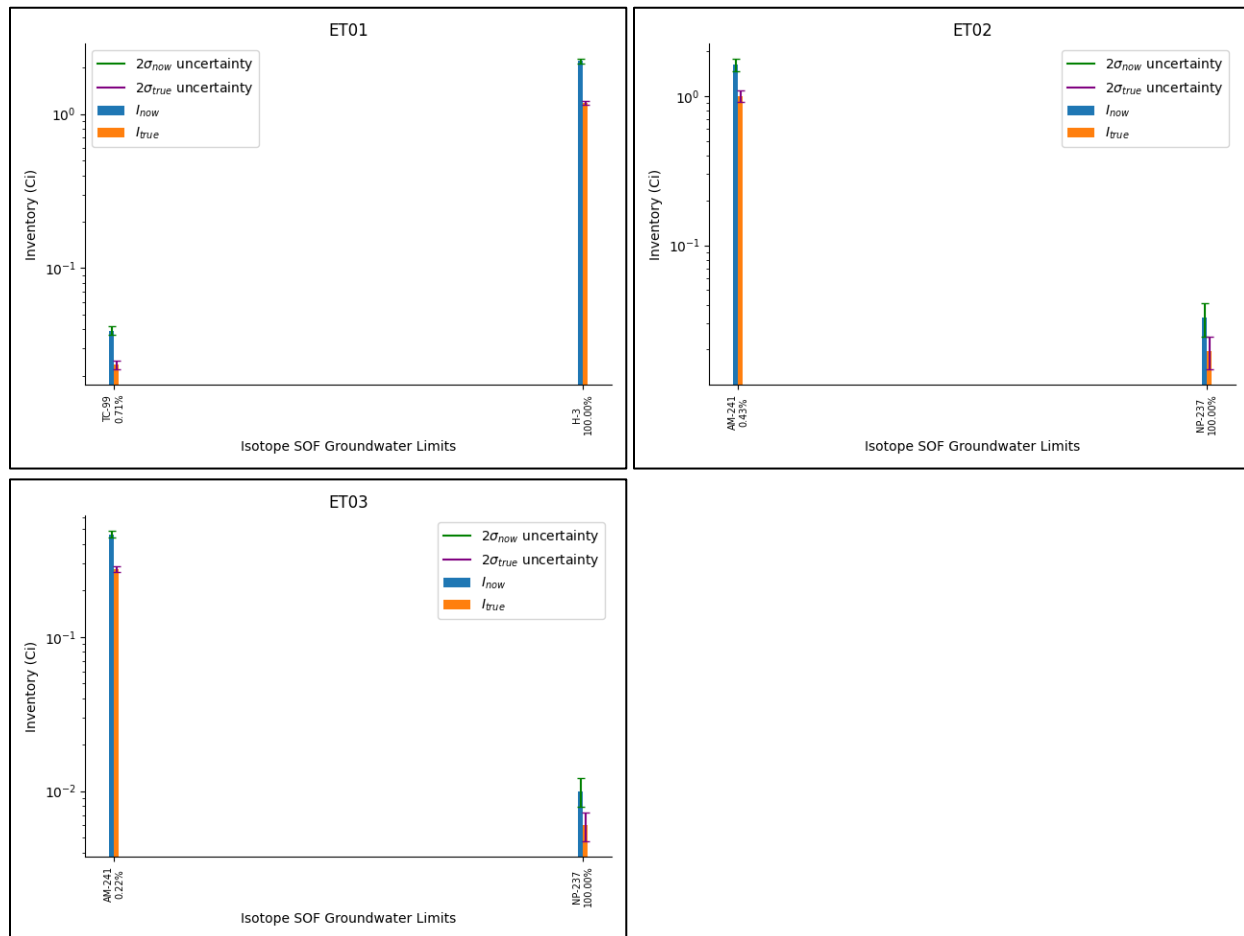 ET01
2σnow uncertainty
2σtrue uncertainty
Inow
Itrue
Inventory (Ci)
10⁰
10⁻¹
TC-99
0.71%
H-3
100.00%
Isotope SOF Groundwater Limits
ET02
2σnow uncertainty
2σtrue uncertainty
Inow
Itrue
Inventory (Ci)
10⁰
10⁻¹
AM-241
0.43%
NP-237
100.00%
Isotope SOF Groundwater Limits
ET03
2σnow uncertainty
2σtrue uncertainty
Inow
Itrue
Inventory (Ci)
10⁻¹
10⁻²
AM-241
0.22%
NP-237
100.00%
Isotope SOF Groundwater Limits